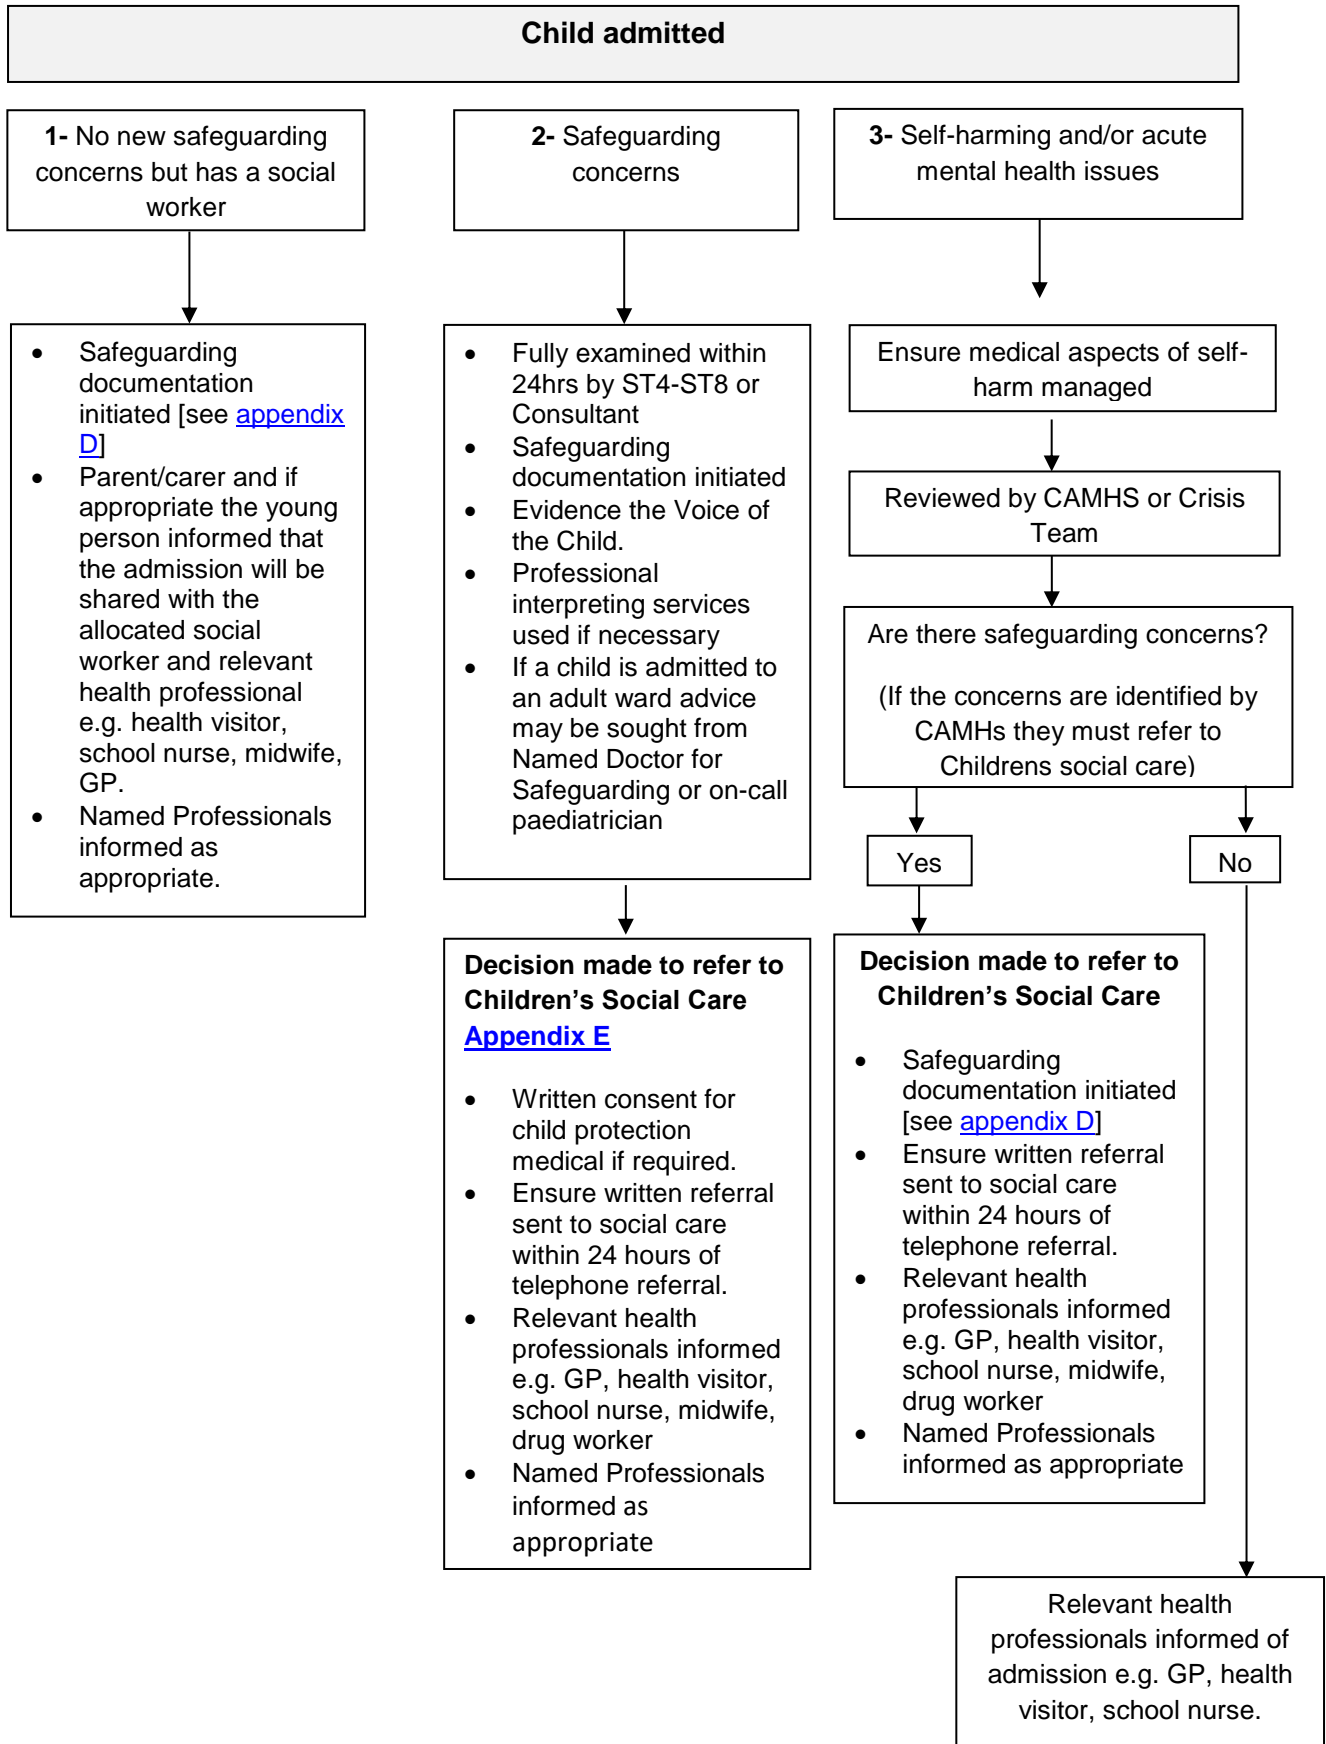 Child admitted
1- No new safeguarding
concerns but has a social
worker
• Safeguarding
documentation
initiated [see appendix
D]
• Parent/carer and if
appropriate the young
person informed that
the admission will be
shared with the
allocated social
worker and relevant
health professional
e.g. health visitor,
school nurse, midwife,
GP.
• Named Professionals
informed as
appropriate.
2- Safeguarding
concerns
• Fully examined within
24hrs by ST4-ST8 or
Consultant
• Safeguarding
documentation initiated
• Evidence the Voice of
the Child.
• Professional
interpreting services
used if necessary
• If a child is admitted to
an adult ward advice
may be sought from
Named Doctor for
Safeguarding or on-call
paediatrician
Decision made to refer to
Children’s Social Care
Appendix E
• Written consent for
child protection
medical if required.
• Ensure written referral
sent to social care
within 24 hours of
telephone referral.
• Relevant health
professionals informed
e.g. GP, health visitor,
school nurse, midwife,
drug worker
• Named Professionals
informed as
appropriate
3- Self-harming and/or acute
mental health issues
Ensure medical aspects of self-
harm managed
Reviewed by CAMHS or Crisis
Team
Are there safeguarding concerns?
(If the concerns are identified by
CAMHs they must refer to
Childrens social care)
Yes
No
Decision made to refer to
Children’s Social Care
• Safeguarding
documentation initiated
[see appendix D]
• Ensure written referral
sent to social care
within 24 hours of
telephone referral.
• Relevant health
professionals informed
e.g. GP, health visitor,
school nurse, midwife,
drug worker
• Named Professionals
informed as appropriate
Relevant health
professionals informed of
admission e.g. GP, health
visitor, school nurse.